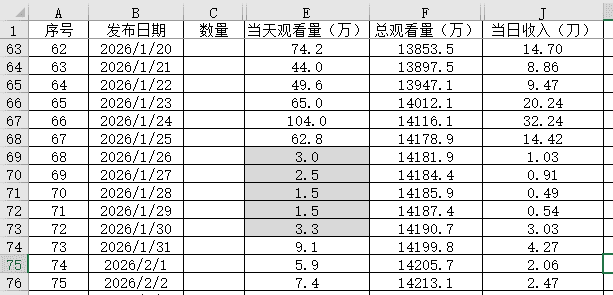 A B C E F J
1 序号 发布日期 数量 当天观看量（万） 总观看量（万） 当日收入（刀）
63 62 2026/1/20 74.2 13853.5 14.70
64 63 2026/1/21 44.0 13897.5 8.86
65 64 2026/1/22 49.6 13947.1 9.47
66 65 2026/1/23 65.0 14012.1 20.24
67 66 2026/1/24 104.0 14116.1 32.24
68 67 2026/1/25 62.8 14178.9 14.42
69 68 2026/1/26 3.0 14181.9 1.03
70 69 2026/1/27 2.5 14184.4 0.91
71 70 2026/1/28 1.5 14185.9 0.49
72 71 2026/1/29 1.5 14187.4 0.54
73 72 2026/1/30 3.3 14190.7 3.03
74 73 2026/1/31 9.1 14199.8 4.27
75 74 2026/2/1 5.9 14205.7 2.06
76 75 2026/2/2 7.4 14213.1 2.47